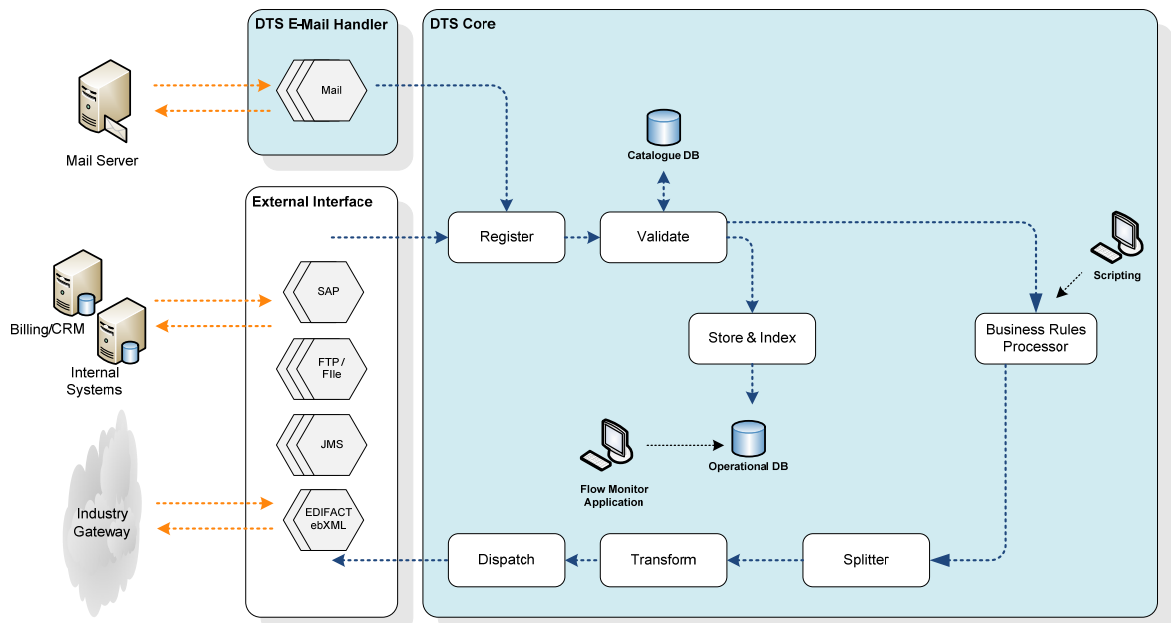 DTS E-Mail Handler
DTS Core
Mail
Mail Server
Catalogue DB
External Interface
Register
Validate
Scripting
SAP
Billing/CRM
Internal
Systems
Store & Index
Business Rules
Processor
FTP /
FIle
JMS
Flow Monitor
Application
Operational DB
Industry
Gateway
EDIFACT
ebXML
Dispatch
Transform
Splitter